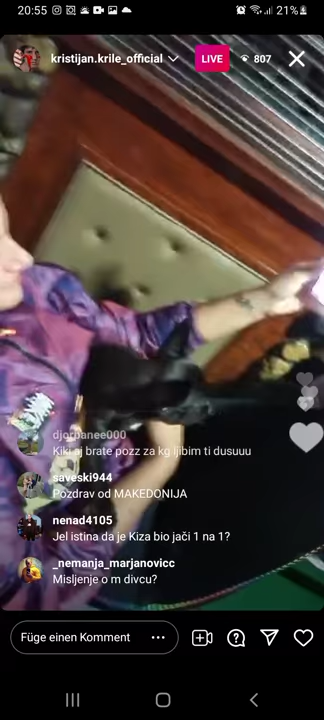 20:55
21%
kristijan.krile_official LIVE 807
djordanee000
Kiki aj brate pozz za kg ljibim ti dusuuu
saveski944
Pozdrav od MAKEDONIJA
nenad4105
Jel istina da je Kiza bio jači 1 na 1?
_nemanja_marjanovicc
Misljenje o m divcu?
Füge einen Komment